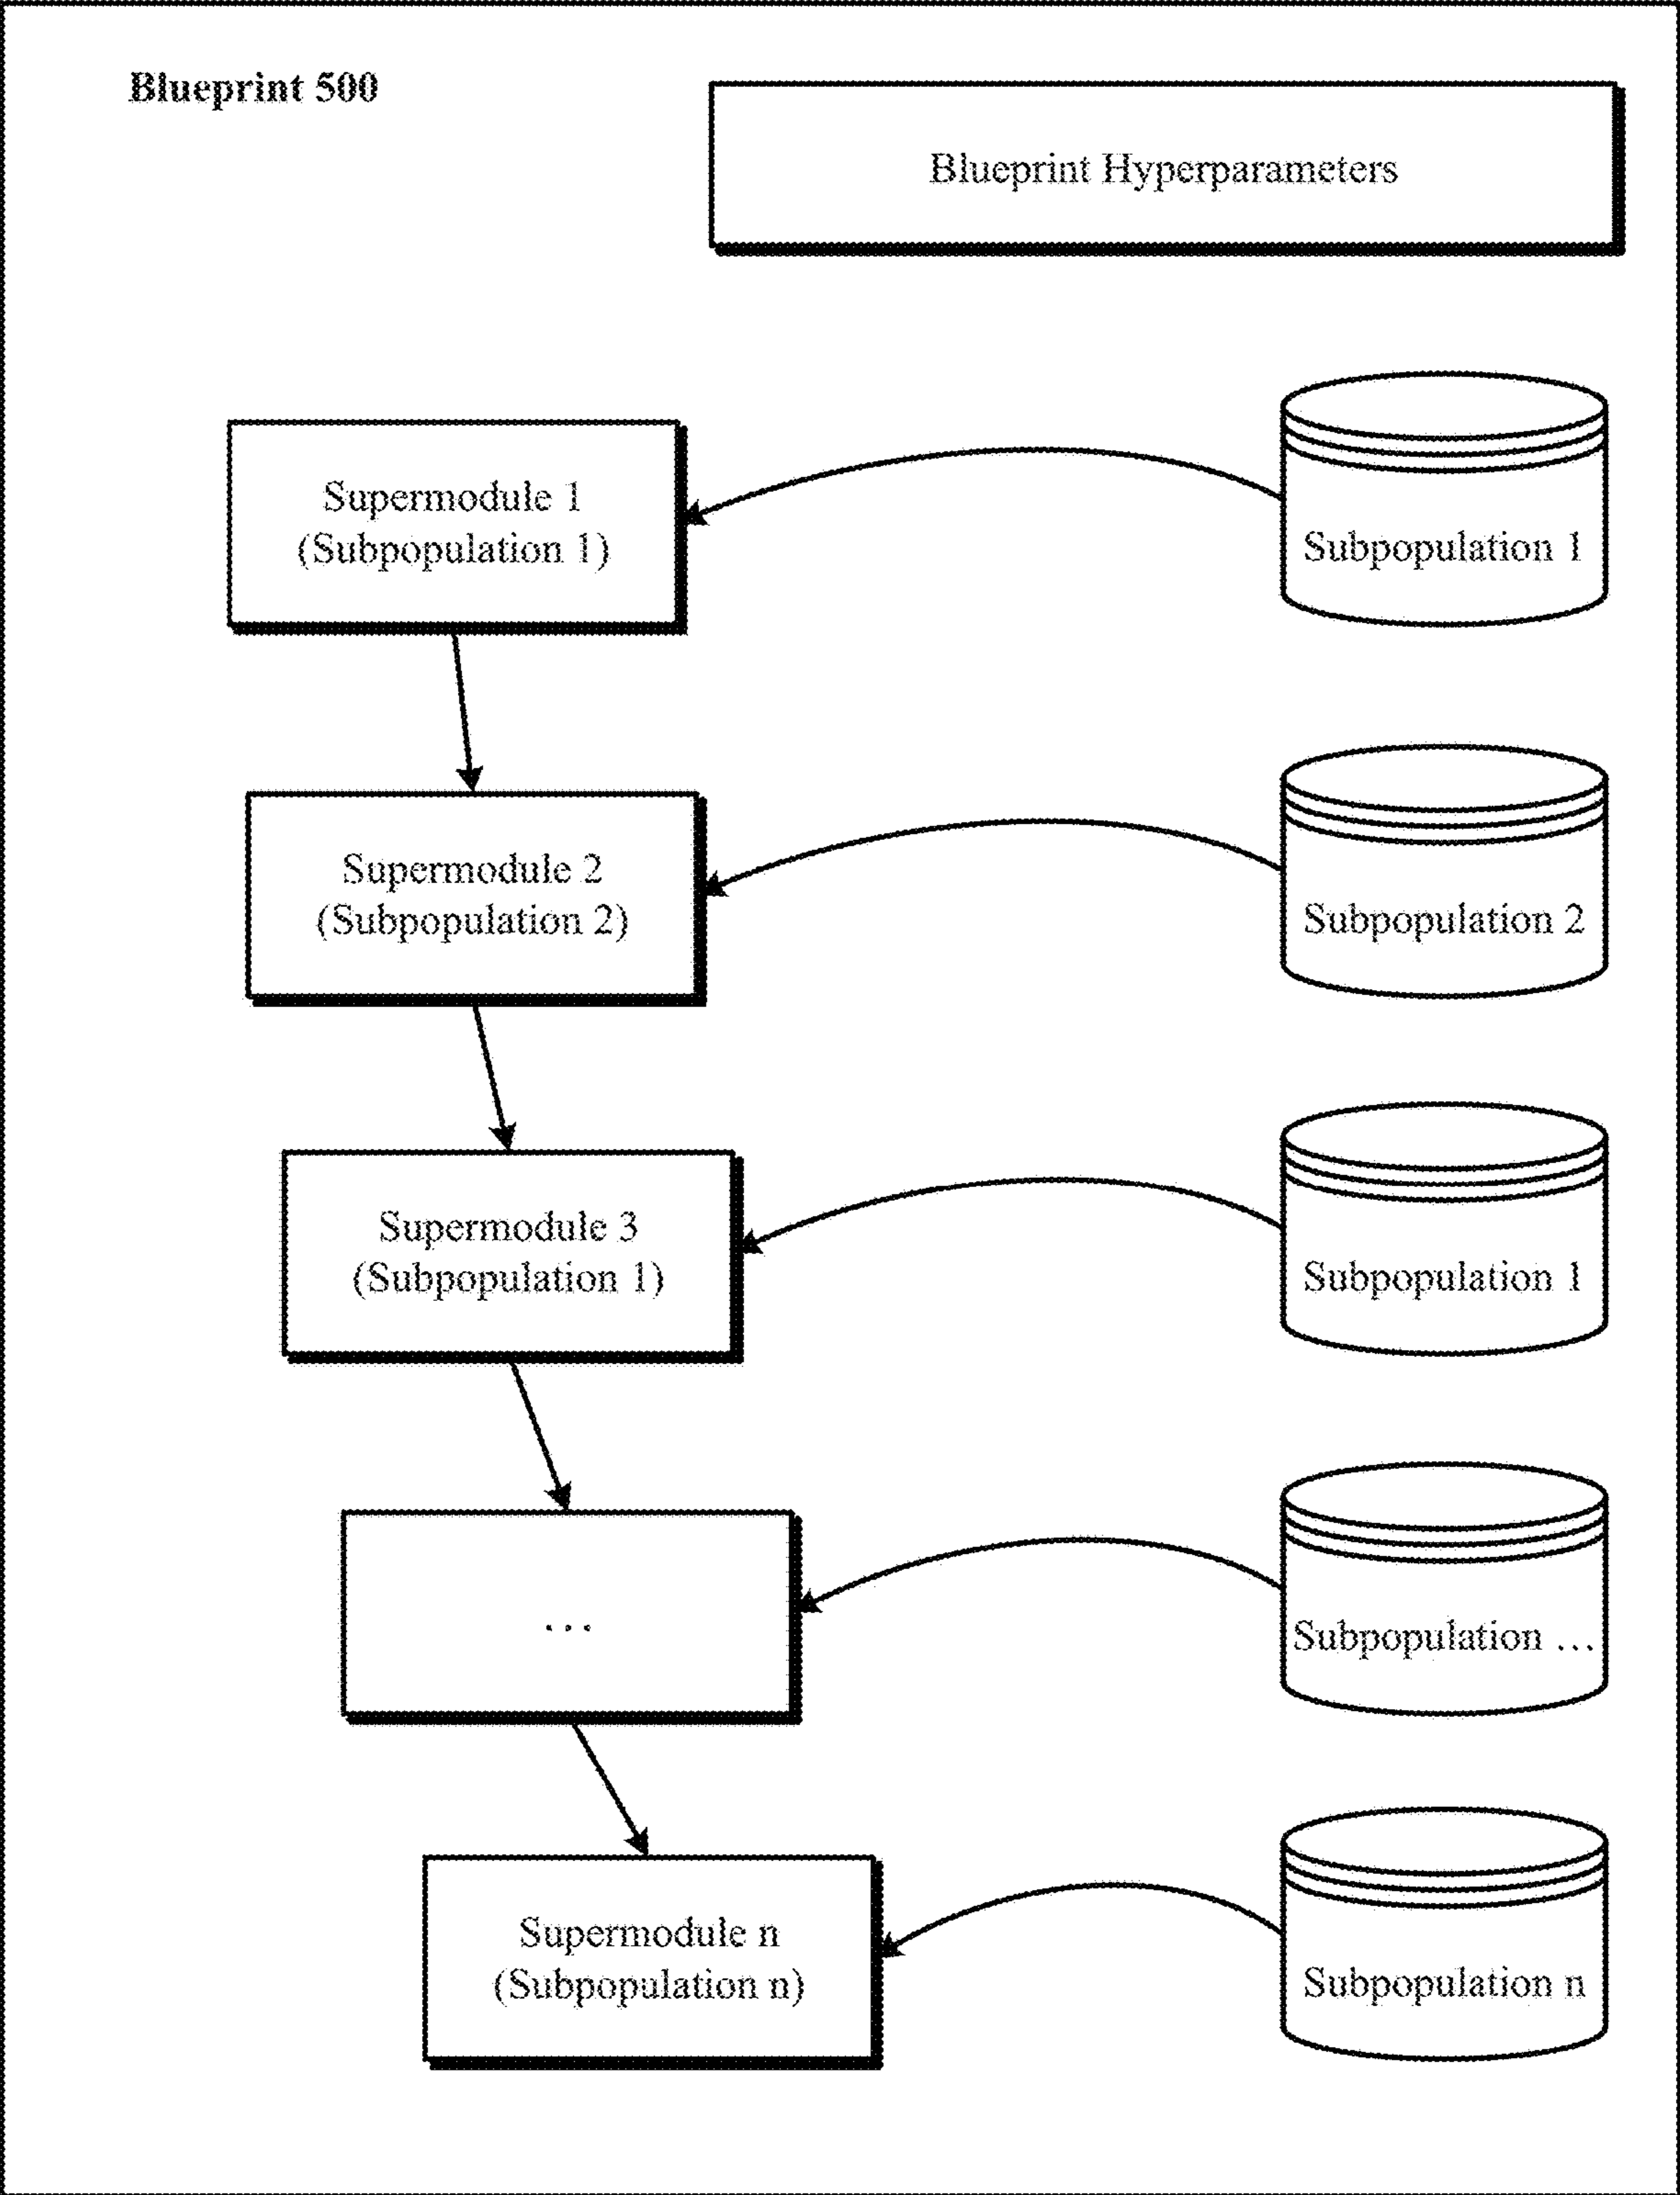 Blueprint 500
Blueprint Hyperparameters
Supermodule 1
(Subpopulation 1)
Subpopulation 1
Supermodule 2
(Subpopulation 2)
Subpopulation 2
Supermodule 3
(Subpopulation 1)
Subpopulation 1
...
Subpopulation ...
Supermodule n
(Subpopulation n)
Subpopulation n